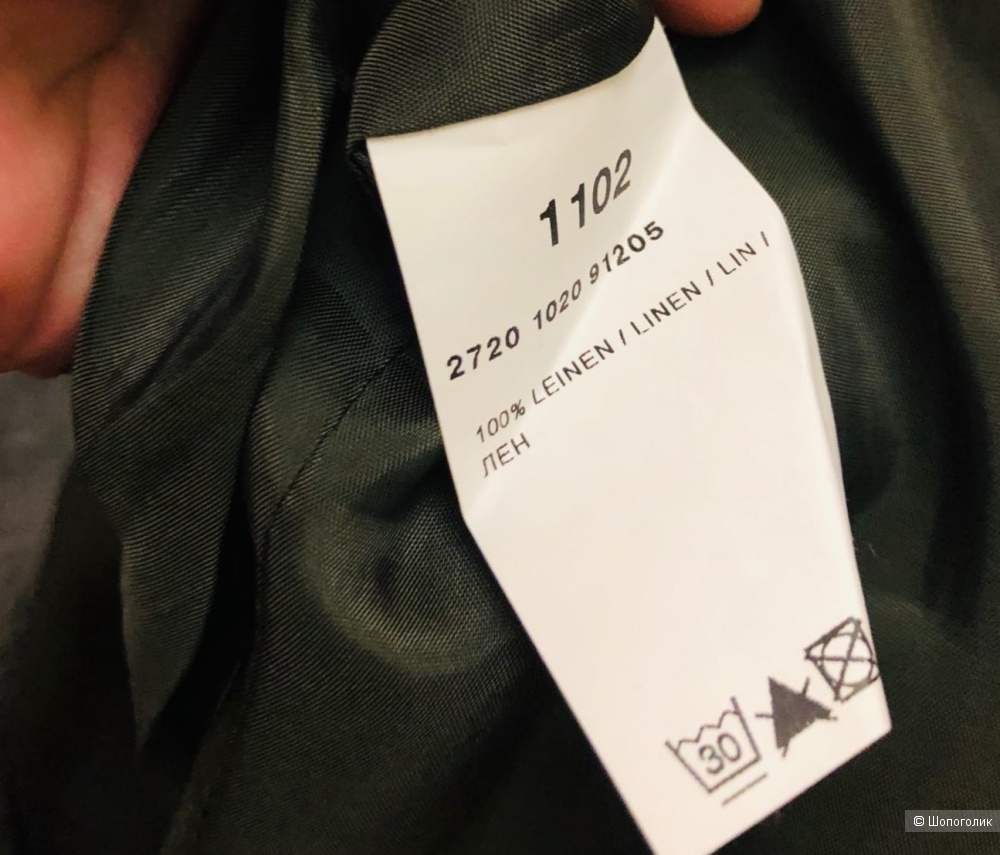 1102
2720 1020 91205
100% LEINEN / LINEN / LIN /
ЛЕН
30
© Шопоголик